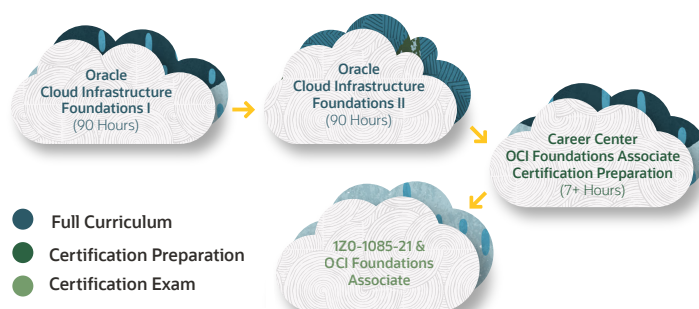 Oracle
Cloud Infrastructure
Foundations I
(90 Hours)
Oracle
Cloud Infrastructure
Foundations II
(90 Hours)
Career Center
OCI Foundations Associate
Certification Preparation
(7+ Hours)
1Z0-1085-21 &
OCI Foundations
Associate
Full Curriculum
Certification Preparation
Certification Exam